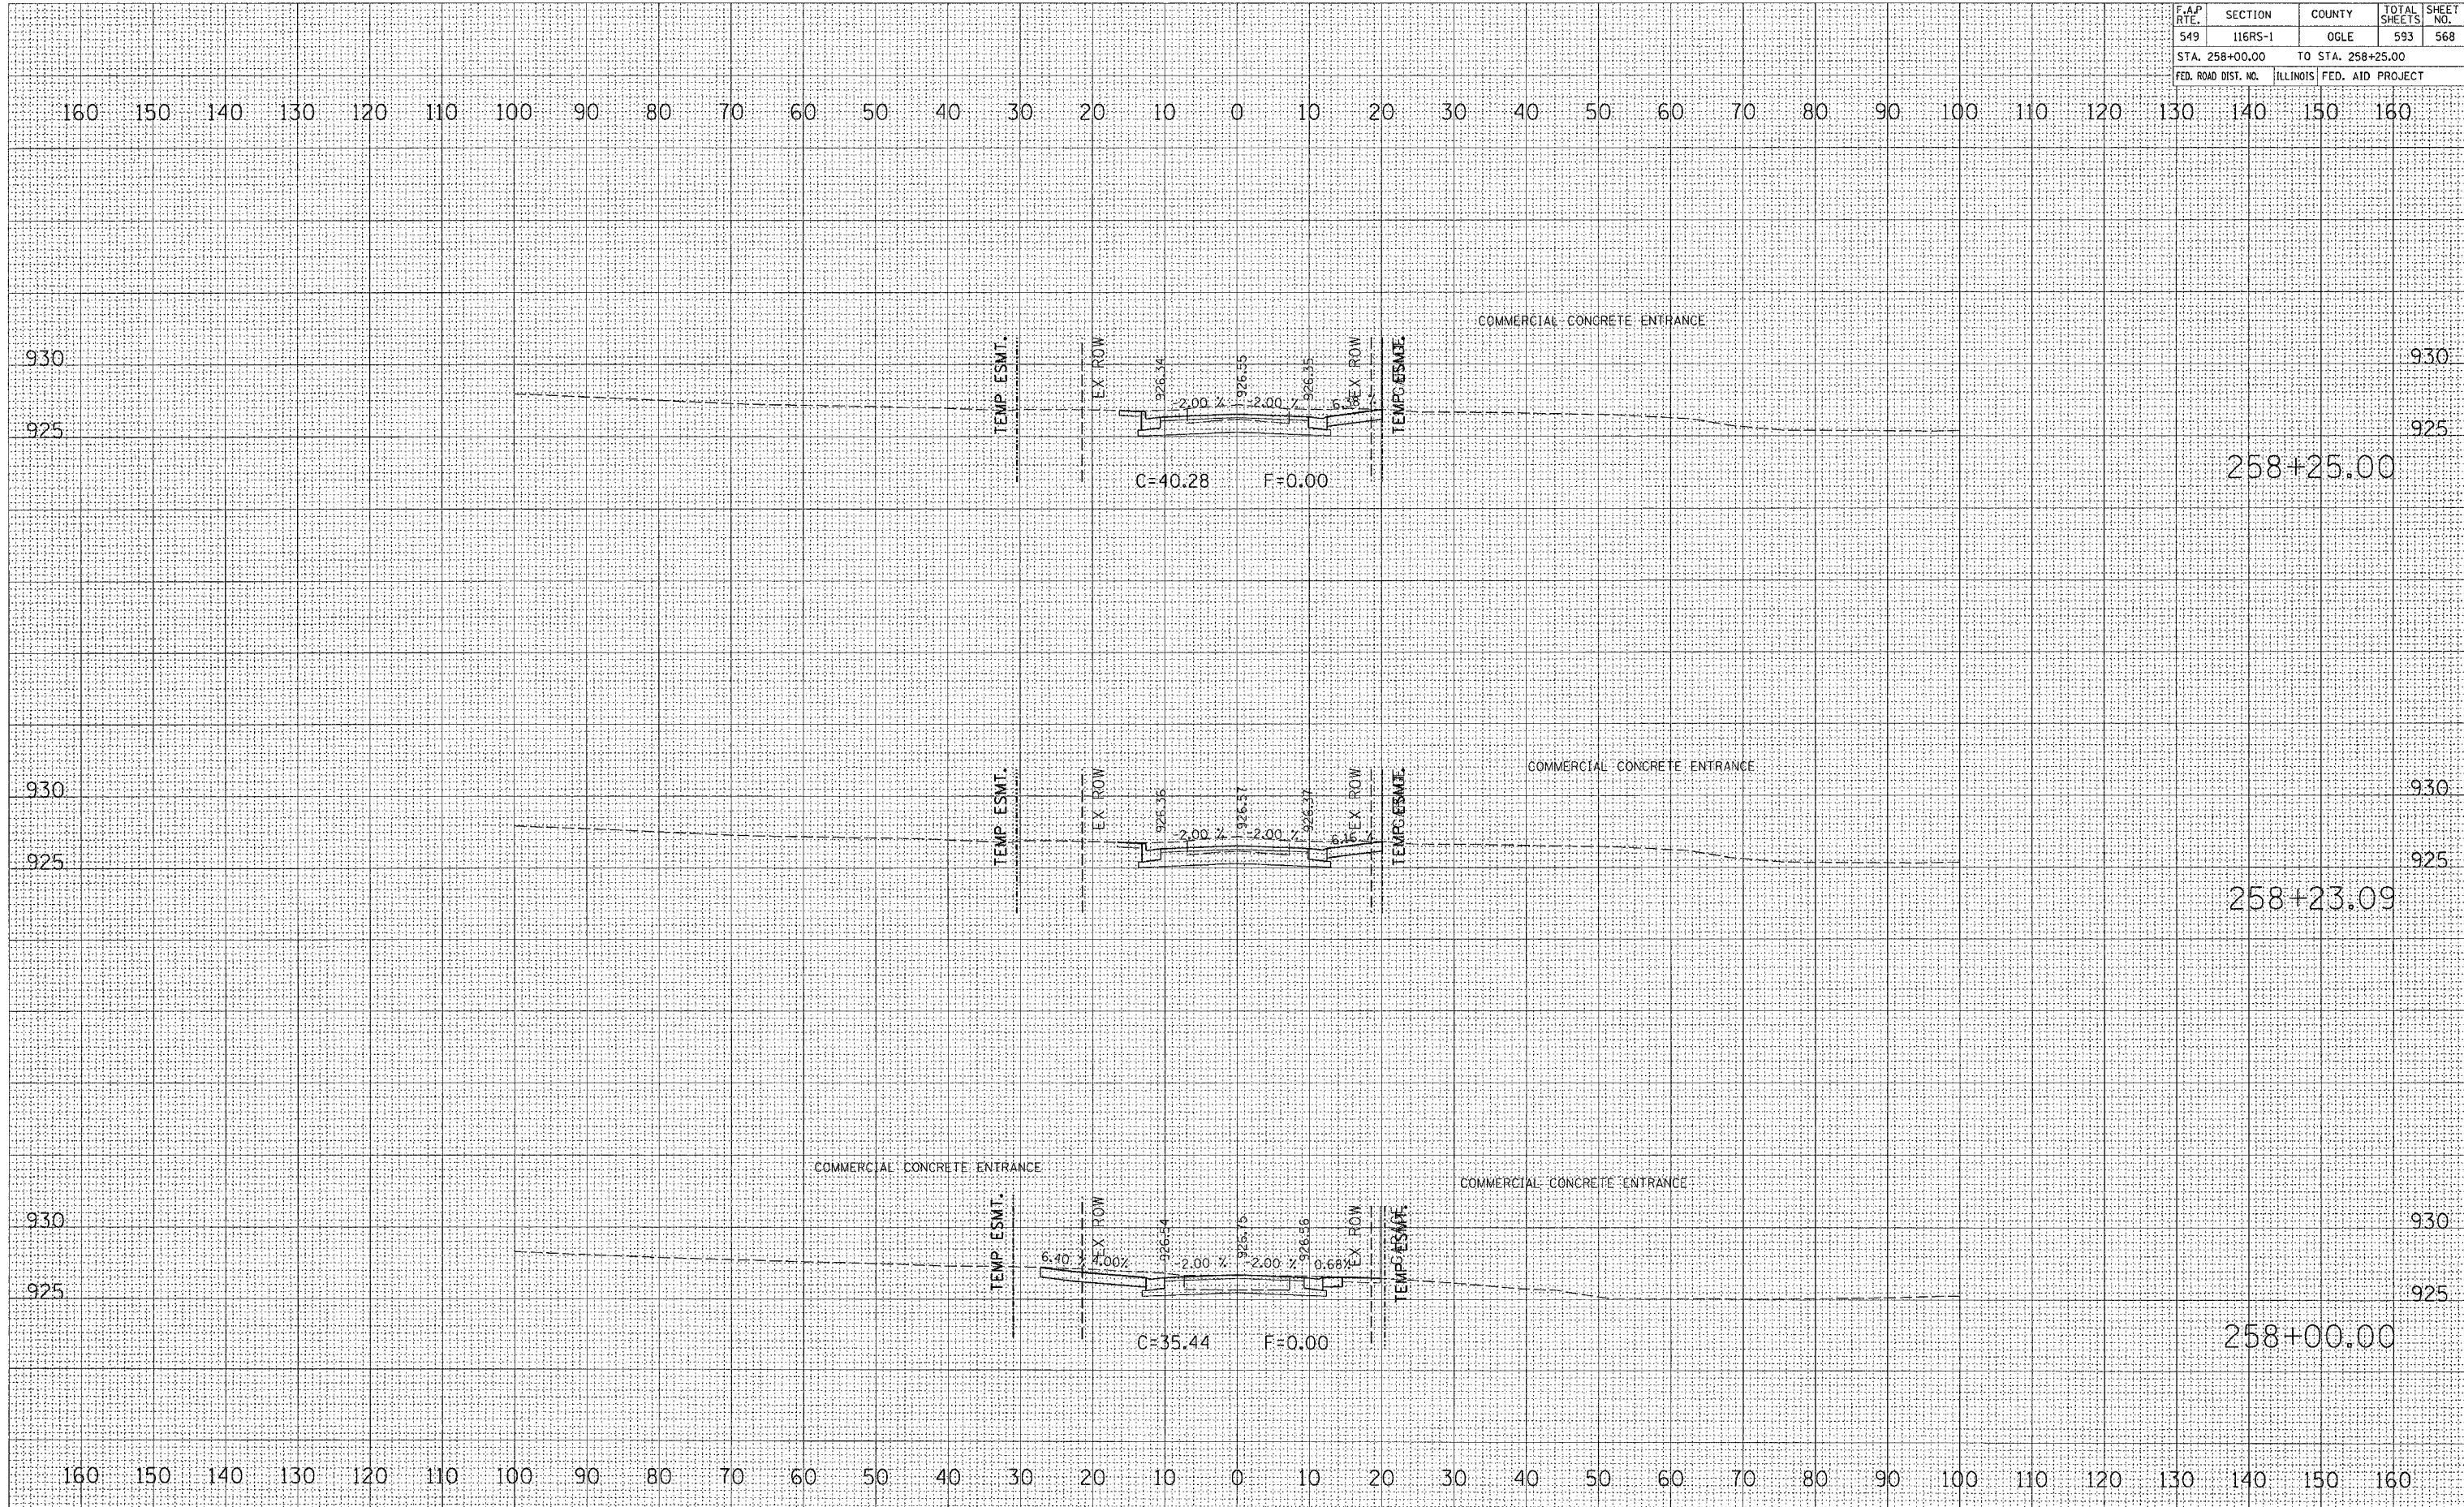 F.A.P. RTE. SECTION COUNTY TOTAL SHEETS SHEET NO.
549 116RS-1 OGLE 593 568
STA. 258+00.00 TO STA. 258+25.00
FED. ROAD DIST. NO. ILLINOIS FED. AID PROJECT
160 150 140 130 120 110 100 90 80 70 60 50 40 30 20 10 0 10 20 30 40 50 60 70 80 90 100 110 120 130 140 150 160
COMMERCIAL CONCRETE ENTRANCE
930 TEMP ESMT. EX ROW 926.34 926.55 926.35 EX ROW TEMP ESMT. 930
-2.00 % -2.00 % 6.38
925 925
258+25.00
C=40.28 F=0.00
COMMERCIAL CONCRETE ENTRANCE
930 TEMP ESMT. EX ROW 926.36 926.57 926.37 EX ROW TEMP ESMT. 930
-2.00 % -2.00 % 6.16
925 925
258+23.09
COMMERCIAL CONCRETE ENTRANCE
COMMERCIAL CONCRETE ENTRANCE
930 TEMP ESMT. EX ROW 926.54 926.75 926.56 EX ROW GARAGE TEMP ESMT. 930
6.40 % 4.00% -2.00 % -2.00 % 0.68%
925 925
258+00.00
C=35.44 F=0.00
160 150 140 130 120 110 100 90 80 70 60 50 40 30 20 10 0 10 20 30 40 50 60 70 80 90 100 110 120 130 140 150 160